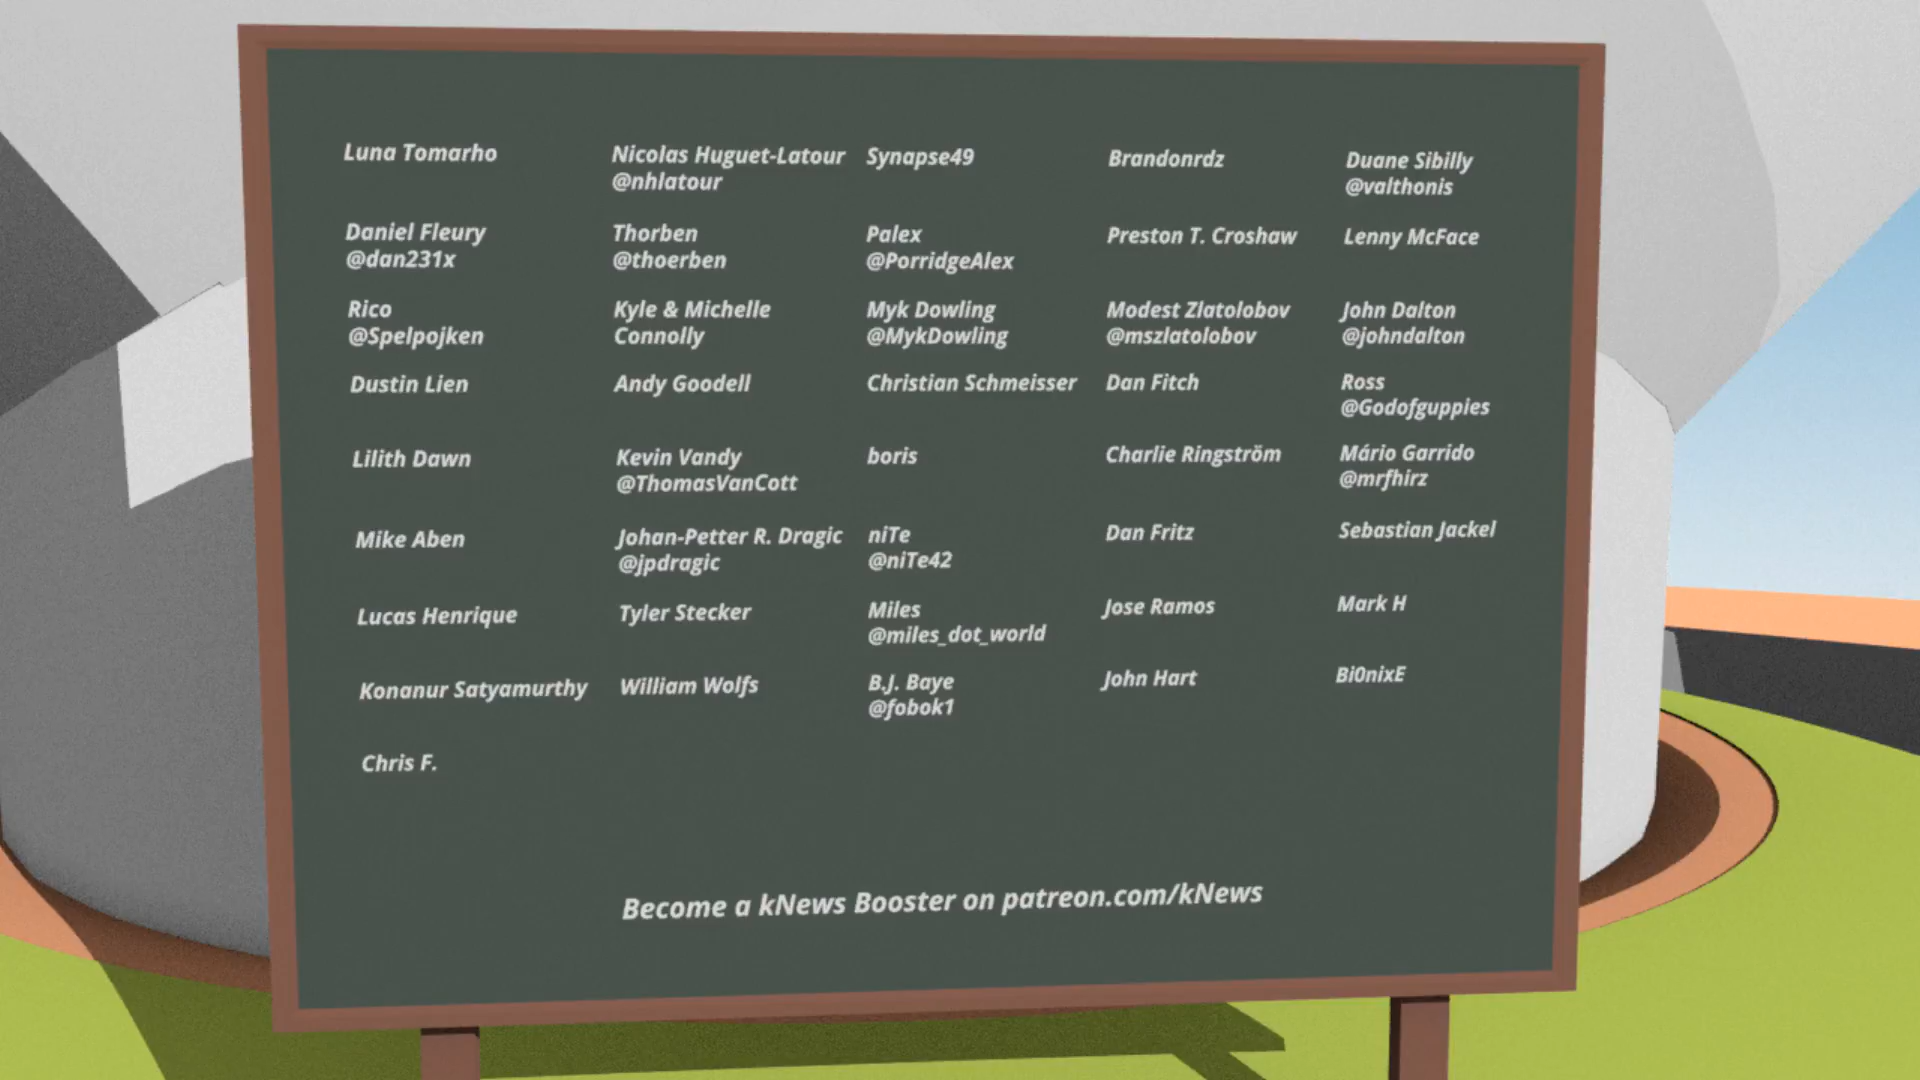 Luna Tomarho
Nicolas Huguet-Latour
@nhlatour
Synapse49
Brandonrdz
Duane Sibilly
@valthonis
Daniel Fleury
@dan231x
Thorben
@thoerben
Palex
@PorridgeAlex
Preston T. Croshaw
Lenny McFace
Rico
@Spelpojken
Kyle & Michelle
Connolly
Myk Dowling
@MykDowling
Modest Zlatolobov
@mszlatolobov
John Dalton
@johndalton
Dustin Lien
Andy Goodell
Christian Schmeisser
Dan Fitch
Ross
@Godofguppies
Lilith Dawn
Kevin Vandy
@ThomasVanCott
boris
Charlie Ringström
Mário Garrido
@mrfhirz
Mike Aben
Johan-Petter R. Dragic
@jpdragic
niTe
@niTe42
Dan Fritz
Sebastian Jackel
Lucas Henrique
Tyler Stecker
Miles
@miles_dot_world
Jose Ramos
Mark H
Konanur Satyamurthy
William Wolfs
B.J. Baye
@fobok1
John Hart
Bi0nixE
Chris F.
Become a kNews Booster on patreon.com/kNews